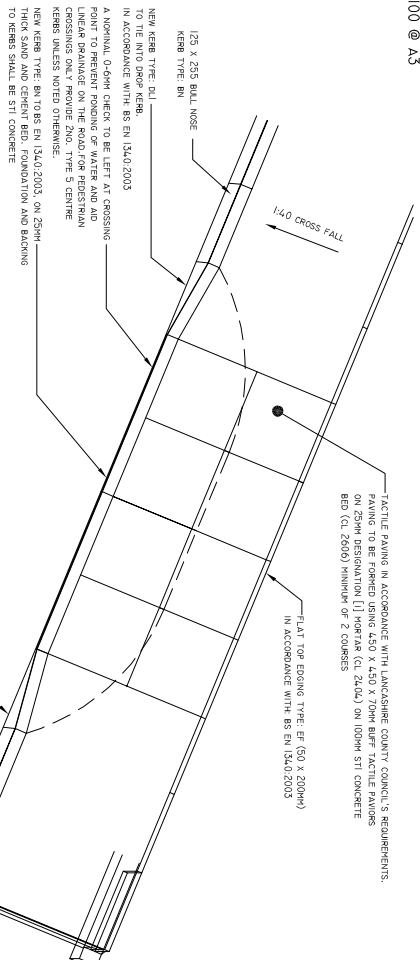 100 @ A3
125 X 255 BULL NOSE
KERB TYPE: BN
NEW KERB TYPE: DL1
TO TIE INTO DROP KERB.
IN ACCORDANCE WITH: BS EN 1340:2003
A NOMINAL 0-6MM CHECK TO BE LEFT AT CROSSING
POINT TO PREVENT PONDING OF WATER AND AID
LINEAR DRAINAGE ON THE ROAD.FOR PEDESTRIAN
CROSSINGS ONLY PROVIDE 2NO. TYPE 5 CENTRE
KERBS UNLESS NOTED OTHERWISE.
NEW KERB TYPE: BN TO BS EN 1340:2003, ON 25MM
THICK SAND AND CEMENT BED. FOUNDATION AND BACKING
TO KERBS SHALL BE ST1 CONCRETE
1:40 CROSS FALL
TACTILE PAVING IN ACCORDANCE WITH LANCASHIRE COUNTY COUNCIL'S REQUIREMENTS.
PAVING TO BE FORMED USING 450 X 450 X 70MM BUFF TACTILE PAVIORS
ON 25MM DESIGNATION [i] MORTAR (CL 2404) ON 100MM ST1 CONCRETE
BED (CL 2606) MINIMUM OF 2 COURSES
FLAT TOP EDGING TYPE: EF (50 X 200MM)
IN ACCORDANCE WITH: BS EN 1340:2003